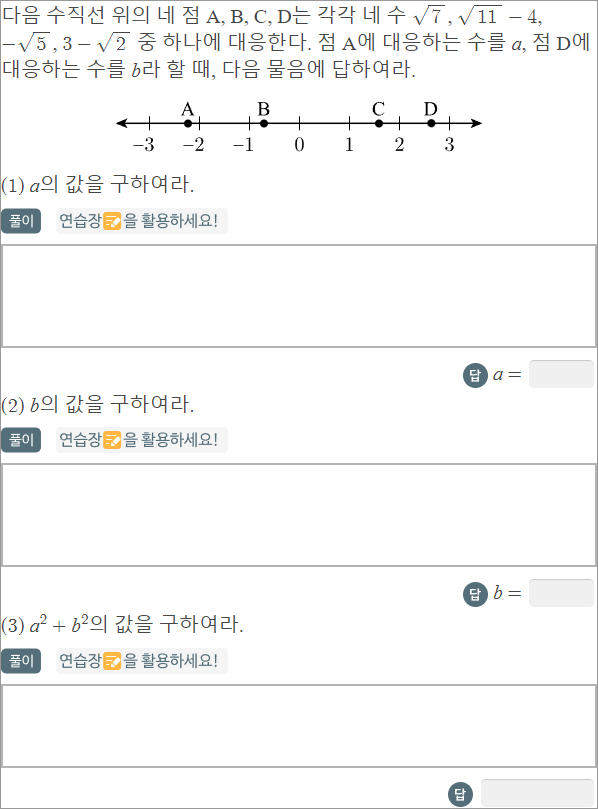 다음 수직선 위의 네 점 A, B, C, D는 각각 네 수 √7, √11 − 4,
−√5, 3 − √2 중 하나에 대응한다. 점 A에 대응하는 수를 a, 점 D에
대응하는 수를 b라 할 때, 다음 물음에 답하여라.
A B C D
−3 −2 −1 0 1 2 3
(1) a의 값을 구하여라.
풀이 연습장을 활용하세요!
답 a =
(2) b의 값을 구하여라.
풀이 연습장을 활용하세요!
답 b =
(3) a² + b²의 값을 구하여라.
풀이 연습장을 활용하세요!
답